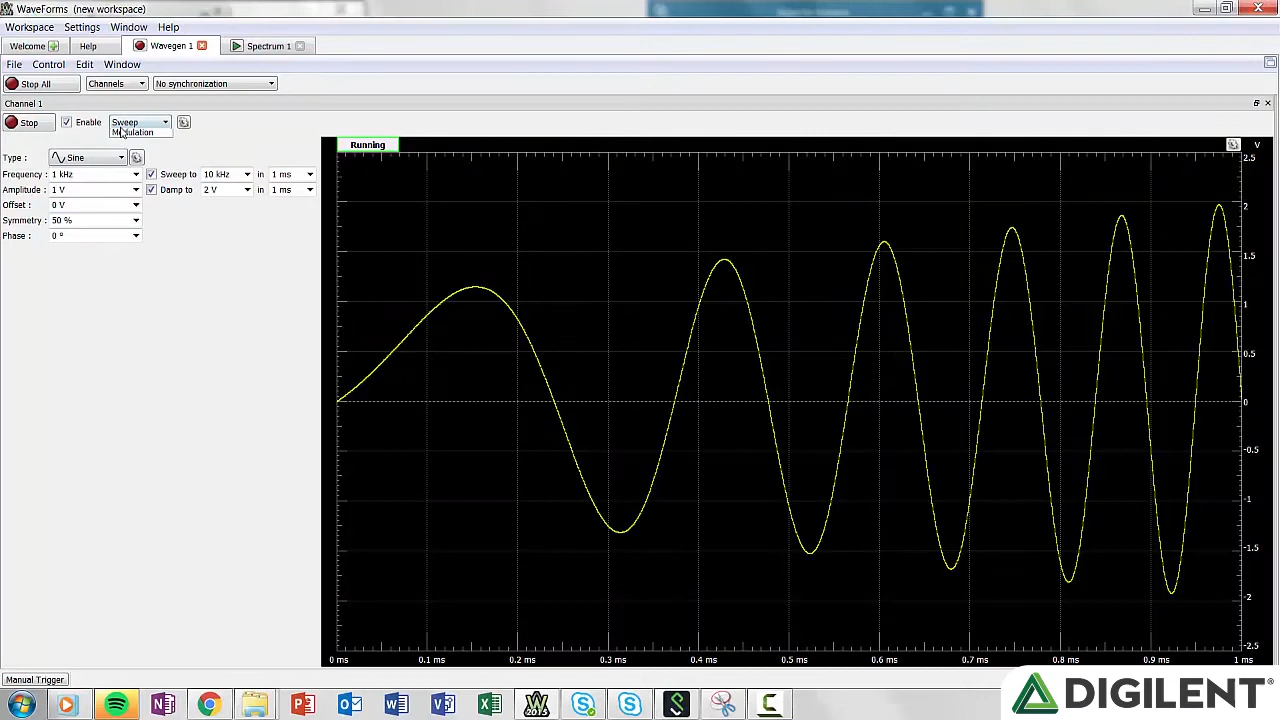 WaveForms (new workspace)
Workspace Settings Window Help
Welcome Help Wavegen 1 Spectrum 1
File Control Edit Window
Stop All Channels No synchronization
Channel 1
Stop Enable Sweep
Modulation
Running V
Type : Sine
Frequency : 1 kHz Sweep to 10 kHz in 1 ms
Amplitude : 1 V Damp to 2 V in 1 ms
Offset : 0 V
Symmetry : 50 %
Phase : 0 º
2.5
2
1.5
1
0.5
0
-0.5
-1
-1.5
-2
-2.5
0 ms 0.1 ms 0.2 ms 0.3 ms 0.4 ms 0.5 ms 0.6 ms 0.7 ms 0.8 ms 0.9 ms 1 ms
Manual Trigger
DIGILENT